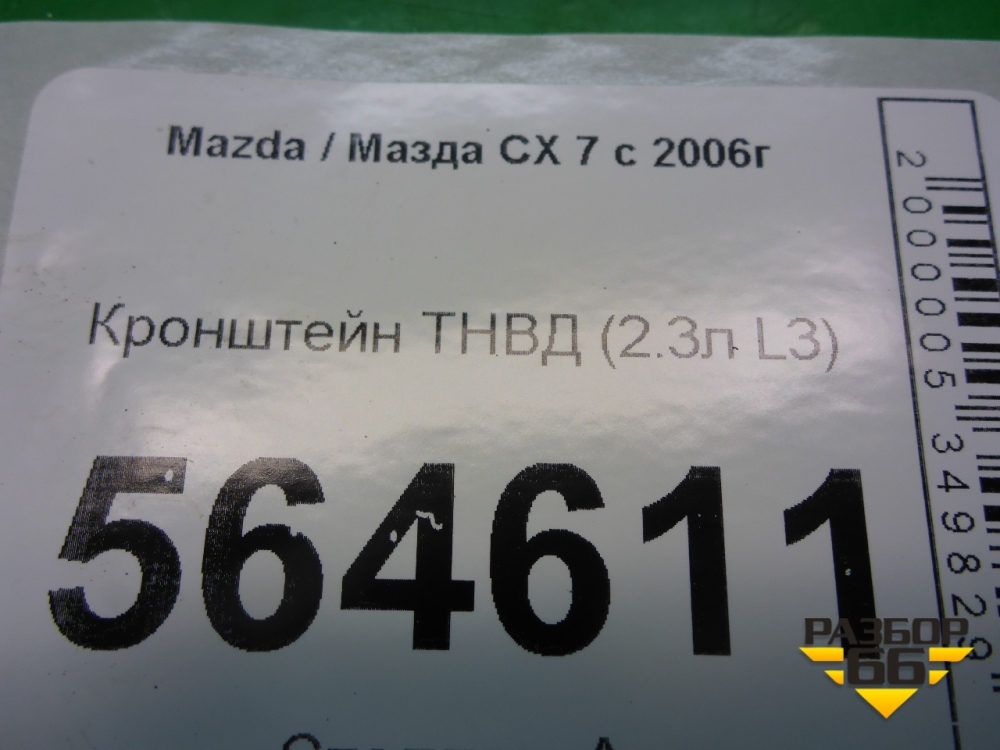 Mazda / Мазда CX 7 с 2006г
Кронштейн ТНВД (2.3л L3)
564611
2000005349829
РАЗБОР
66